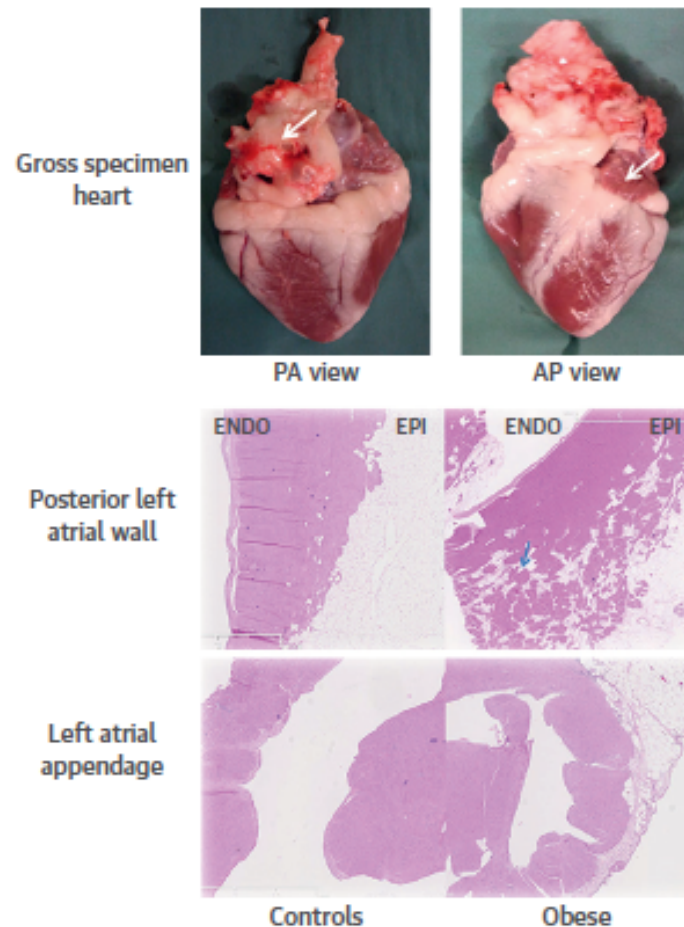 Gross specimen
heart
PA view
AP view
ENDO
EPI
ENDO
EPI
Posterior left
atrial wall
Left atrial
appendage
Controls
Obese